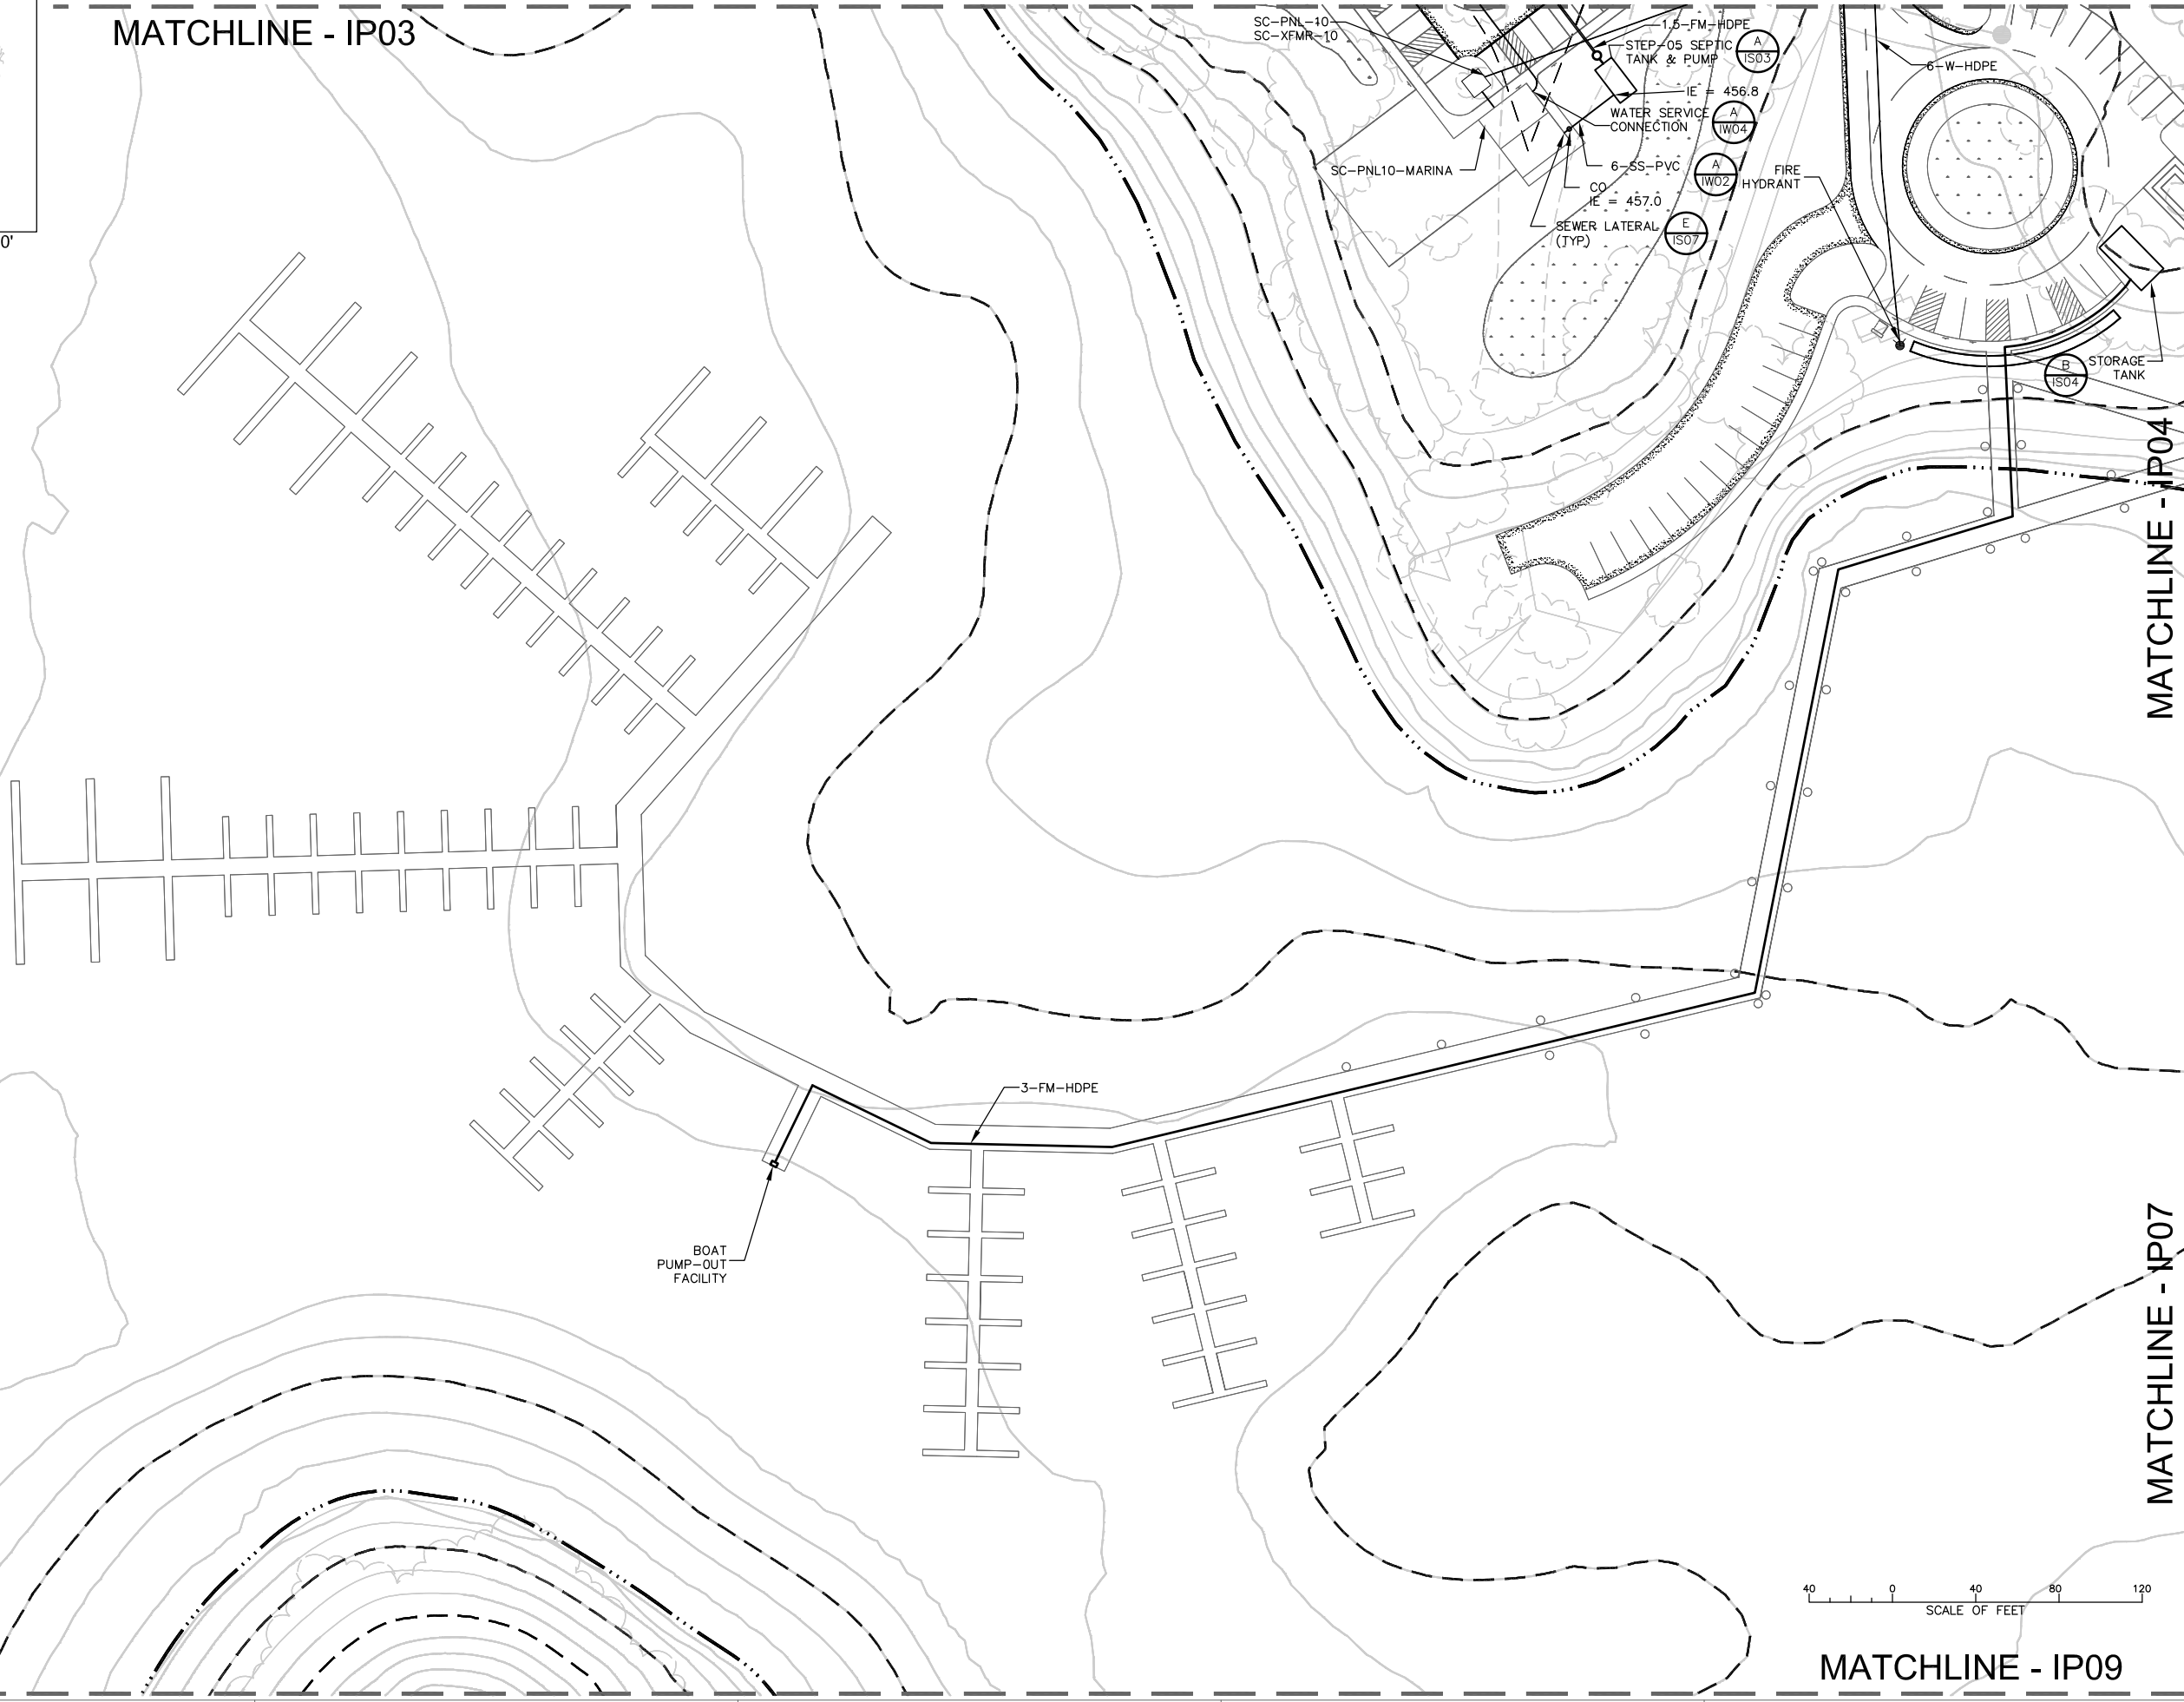 MATCHLINE - IP03
0'
SC-PNL-10
SC-XFMR-10
1.5-FM-HDPE
STEP-05 SEPTIC
TANK & PUMP
A
IS03
6-W-HDPE
IE = 456.8
WATER SERVICE
CONNECTION
A
IW04
SC-PNL10-MARINA
6-SS-PVC
A
IW02
FIRE
HYDRANT
CO
IE = 457.0
SEWER LATERAL
(TYP)
E
IS07
B
IS04
STORAGE
TANK
MATCHLINE - IP04
3-FM-HDPE
BOAT
PUMP-OUT
FACILITY
MATCHLINE - IP07
40 0 40 80 120
SCALE OF FEET
MATCHLINE - IP09